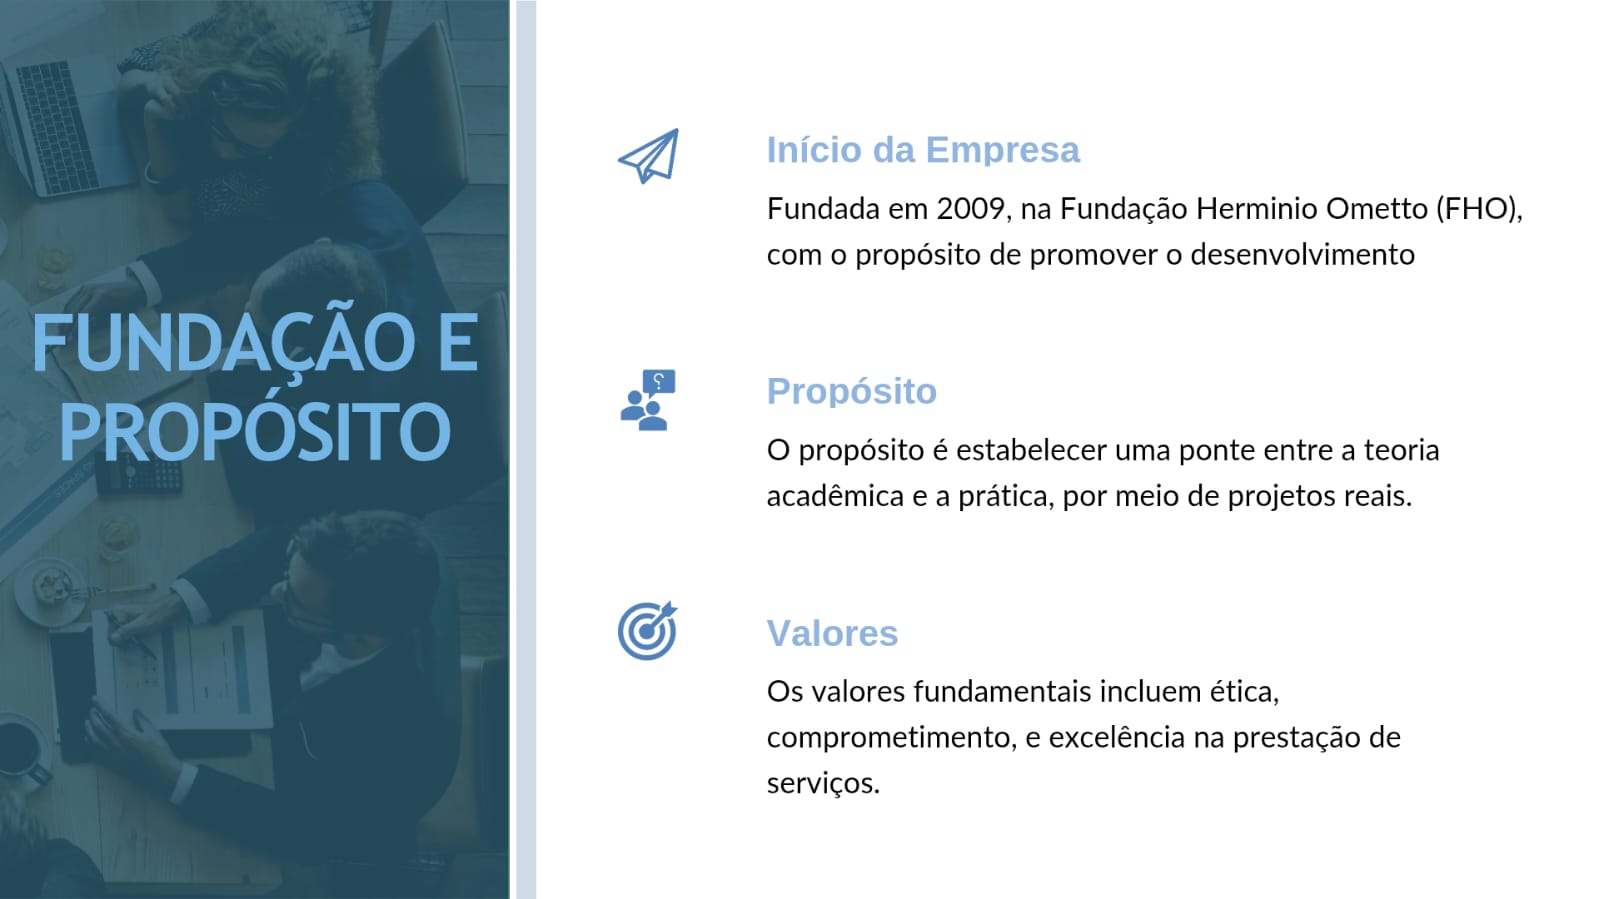 FUNDAÇÃO E
PROPÓSITO
Início da Empresa
Fundada em 2009, na Fundação Herminio Ometto (FHO),
com o propósito de promover o desenvolvimento
Propósito
O propósito é estabelecer uma ponte entre a teoria
acadêmica e a prática, por meio de projetos reais.
Valores
Os valores fundamentais incluem ética,
comprometimento, e excelência na prestação de
serviços.